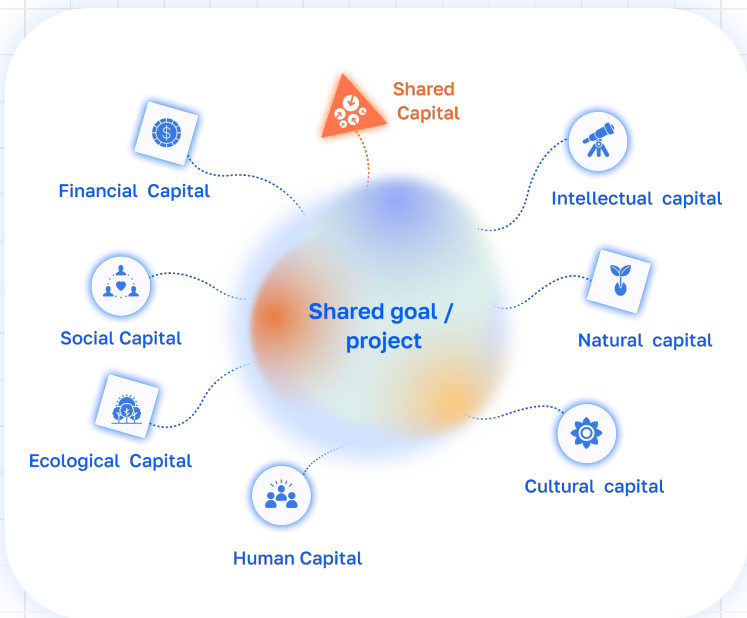 Shared
Capital
Financial Capital
Intellectual capital
Social Capital
Shared goal /
project
Natural capital
Ecological Capital
Cultural capital
Human Capital